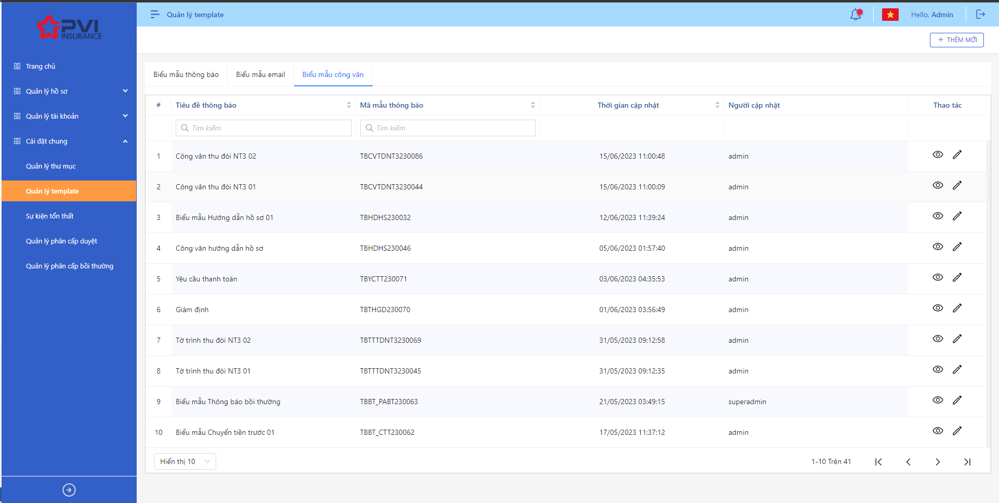 PVI
INSURANCE
Trang chủ
Quản lý hồ sơ
Quản lý tài khoản
Cài đặt chung
Quản lý thư mục
Quản lý template
Sự kiện tổn thất
Quản lý phân cấp duyệt
Quản lý phân cấp bồi thường
Quản lý template
Hello, Admin
+ THÊM MỚI
Biểu mẫu thông báo Biểu mẫu email Biểu mẫu công văn
# Tiêu đề thông báo Mã mẫu thông báo Thời gian cập nhật Người cập nhật Thao tác
Tìm kiếm Tìm kiếm
1 Công văn thu đòi NT3 02 TBCVTDNT3230086 15/06/2023 11:00:48 admin
2 Công văn thu đòi NT3 01 TBCVTDNT3230044 15/06/2023 11:00:09 admin
3 Biểu mẫu Hướng dẫn hồ sơ 01 TBHDHS230032 12/06/2023 11:39:24 admin
4 Công văn hướng dẫn hồ sơ TBHDHS230046 05/06/2023 01:57:40 admin
5 Yêu cầu thanh toán TBYCTT230071 03/06/2023 04:35:53 admin
6 Giám định TBTHGD230070 01/06/2023 03:56:49 admin
7 Tờ trình thu đòi NT3 02 TBTTTDNT3230069 31/05/2023 09:12:58 admin
8 Tờ trình thu đòi NT3 01 TBTTTDNT3230045 31/05/2023 09:12:35 admin
9 Biểu mẫu Thông báo bồi thường TBBT_PABT230063 21/05/2023 03:49:15 superadmin
10 Biểu mẫu Chuyển tiền trước 01 TBBT_CTT230062 17/05/2023 11:37:12 admin
Hiển thị 10 1-10 Trên 41